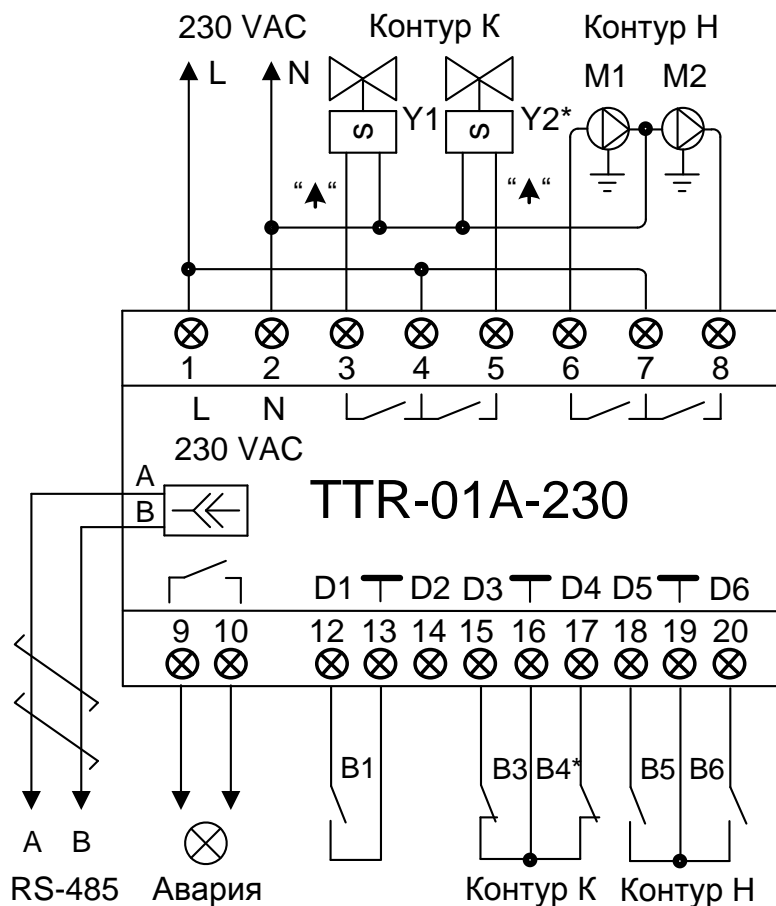 230 VAC Контур К Контур Н
L N M1 M2
S Y1 S Y2*
“ “ “ “
1 2 3 4 5 6 7 8
L N
230 VAC
A
B
TTR-01A-230
D1 D2 D3 D4 D5 D6
9 10 12 13 14 15 16 17 18 19 20
B1 B3 B4* B5 B6
A B
RS-485 Авария Контур К Контур Н